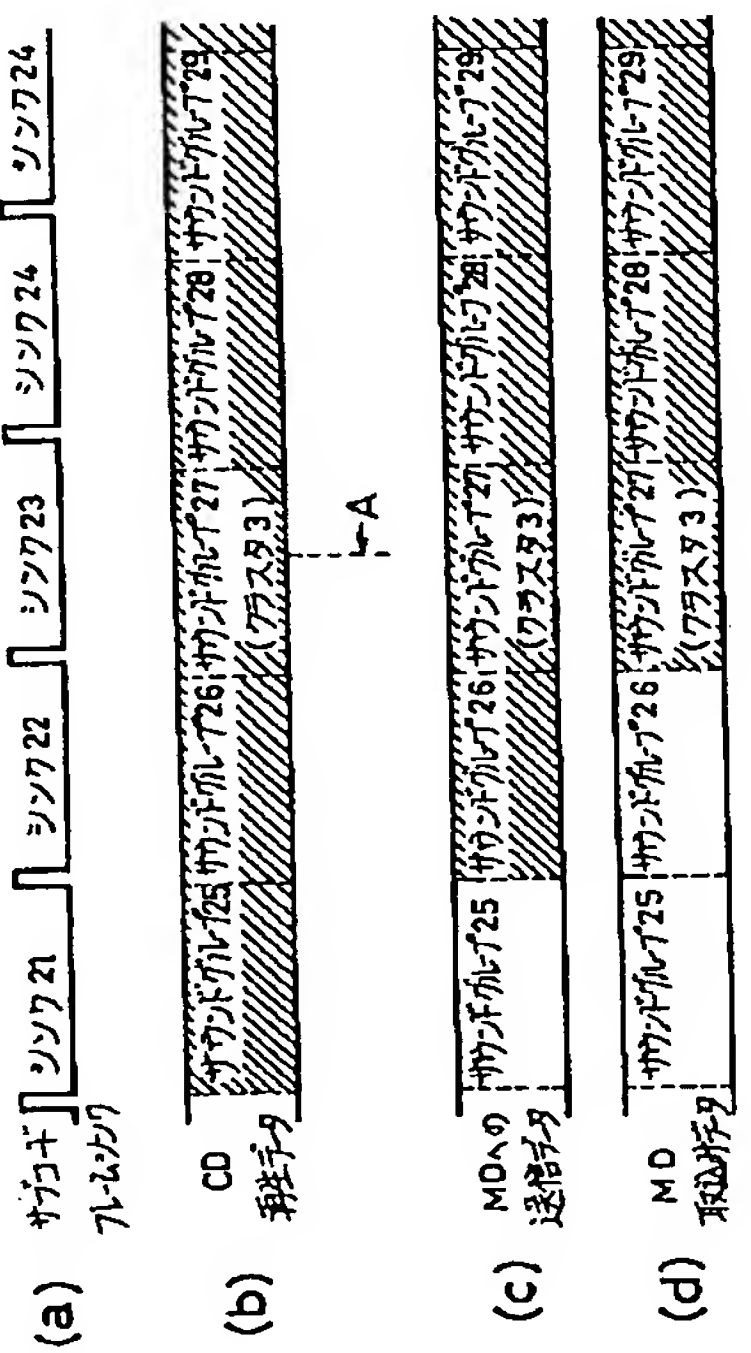 (a)
サブコード
フレームシンク
シンク21
シンク22
シンク23
シンク24
シンク24
(b)
CD
再生データ
サウンドグループ25
サウンドグループ26
サウンドグループ27
(クラスタ3)
サウンドグループ28
サウンドグループ29
A
(c)
MDへの
送信データ
サウンドグループ25
サウンドグループ26
サウンドグループ27
(クラスタ3)
サウンドグループ28
サウンドグループ29
(d)
MD
取込みデータ
サウンドグループ25
サウンドグループ26
サウンドグループ27
(クラスタ3)
サウンドグループ28
サウンドグループ29